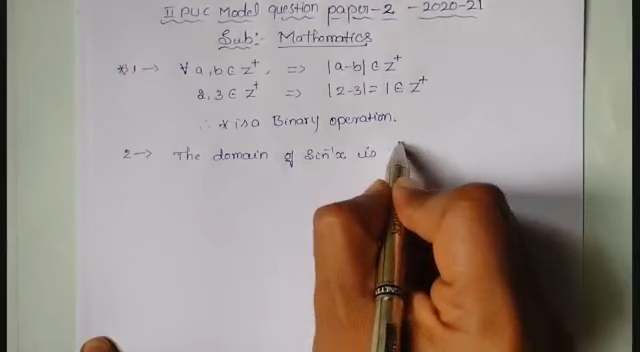 II PUC Model question paper-2 - 2020-21
Sub:- Mathematics
1 → ∀ a, b ∈ Z⁺, => |a-b| ∈ Z⁺
2, 3 ∈ Z⁺ => |2-3| = 1 ∈ Z⁺
∴ * is a Binary operation.
2 → The domain of Sin⁻¹x is